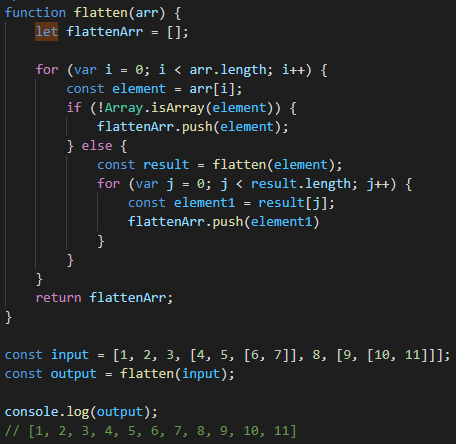 function flatten(arr) {
    let flattenArr = [];

    for (var i = 0; i < arr.length; i++) {
        const element = arr[i];
        if (!Array.isArray(element)) {
            flattenArr.push(element);
        } else {
            const result = flatten(element);
            for (var j = 0; j < result.length; j++) {
                const element1 = result[j];
                flattenArr.push(element1)
            }
        }
    }
    return flattenArr;
}

const input = [1, 2, 3, [4, 5, [6, 7]], 8, [9, [10, 11]]];
const output = flatten(input);

console.log(output);
// [1, 2, 3, 4, 5, 6, 7, 8, 9, 10, 11]